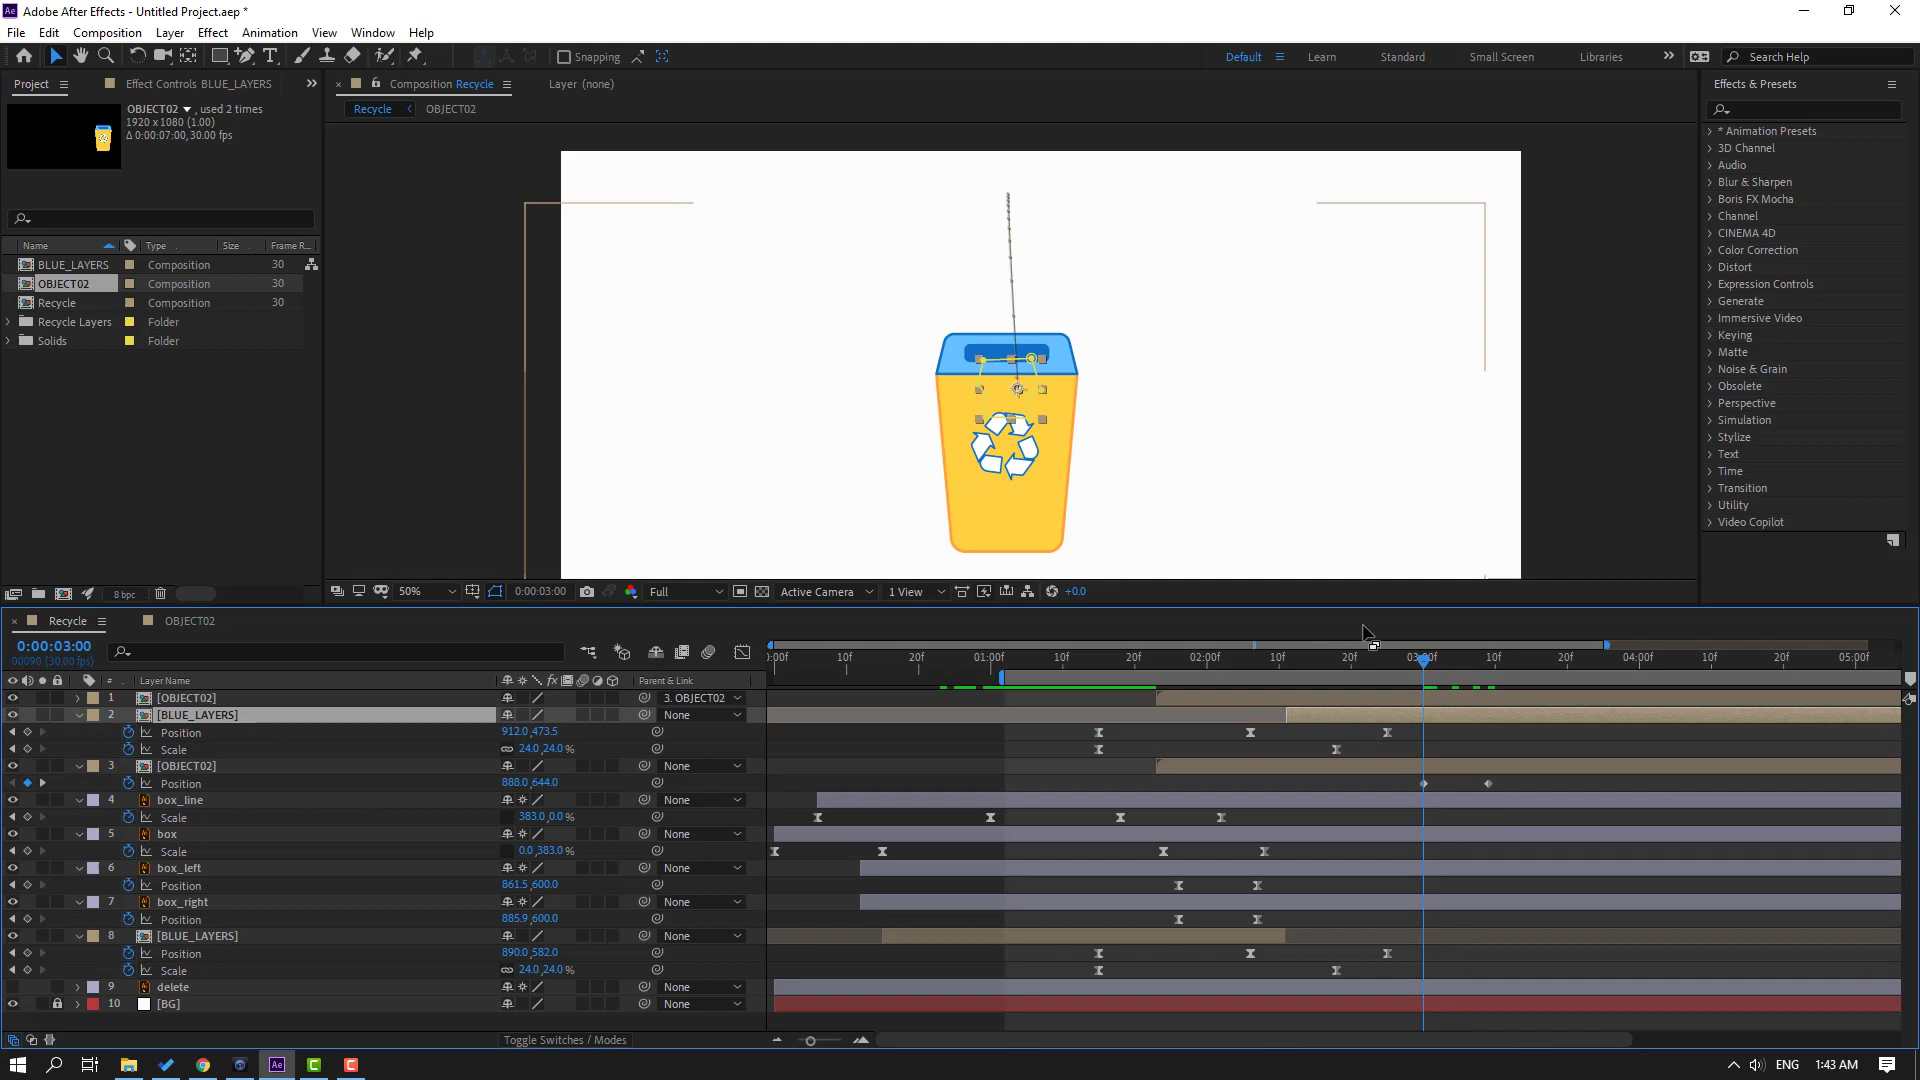 Adobe After Effects - Untitled Project.aep *
File Edit Composition Layer Effect Animation View Window Help
Snapping
Default Learn Standard Small Screen Libraries Search Help
Project Effect Controls BLUE_LAYERS
Composition Recycle
Layer (none)
Effects & Presets
Recycle OBJECT02
OBJECT02 , used 2 times
1920 x 1080 (1.00)
Δ 0:00:07:00, 30.00 fps
Name Type Size Frame R...
BLUE_LAYERS Composition 30
OBJECT02 Composition 30
Recycle Composition 30
Recycle Layers Folder
Solids Folder
8 bpc
* Animation Presets
3D Channel
Audio
Blur & Sharpen
Boris FX Mocha
Channel
CINEMA 4D
Color Correction
Distort
Expression Controls
Generate
Immersive Video
Keying
Matte
Noise & Grain
Obsolete
Perspective
Simulation
Stylize
Text
Time
Transition
Utility
Video Copilot
50% 0:00:03:00 Full Active Camera 1 View +0.0
Recycle OBJECT02
0:00:03:00
00090 (30.00 fps)
):00f 10f 20f 01:00f 10f 20f 02:00f 10f 20f 03:00f 10f 20f 04:00f 10f 20f 05:00f
# Layer Name fx Parent & Link
1 [OBJECT02] 3. OBJECT02
2 [BLUE_LAYERS] None
Position 912.0,473.5
Scale 24.0,24.0%
3 [OBJECT02] None
Position 888.0,644.0
4 box_line None
Scale 383.0,0.0%
5 box None
Scale 0.0,383.0%
6 box_left None
Position 861.5,600.0
7 box_right None
Position 885.9,600.0
8 [BLUE_LAYERS] None
Position 890.0,582.0
Scale 24.0,24.0%
9 delete None
10 [BG] None
Toggle Switches / Modes
ENG 1:43 AM